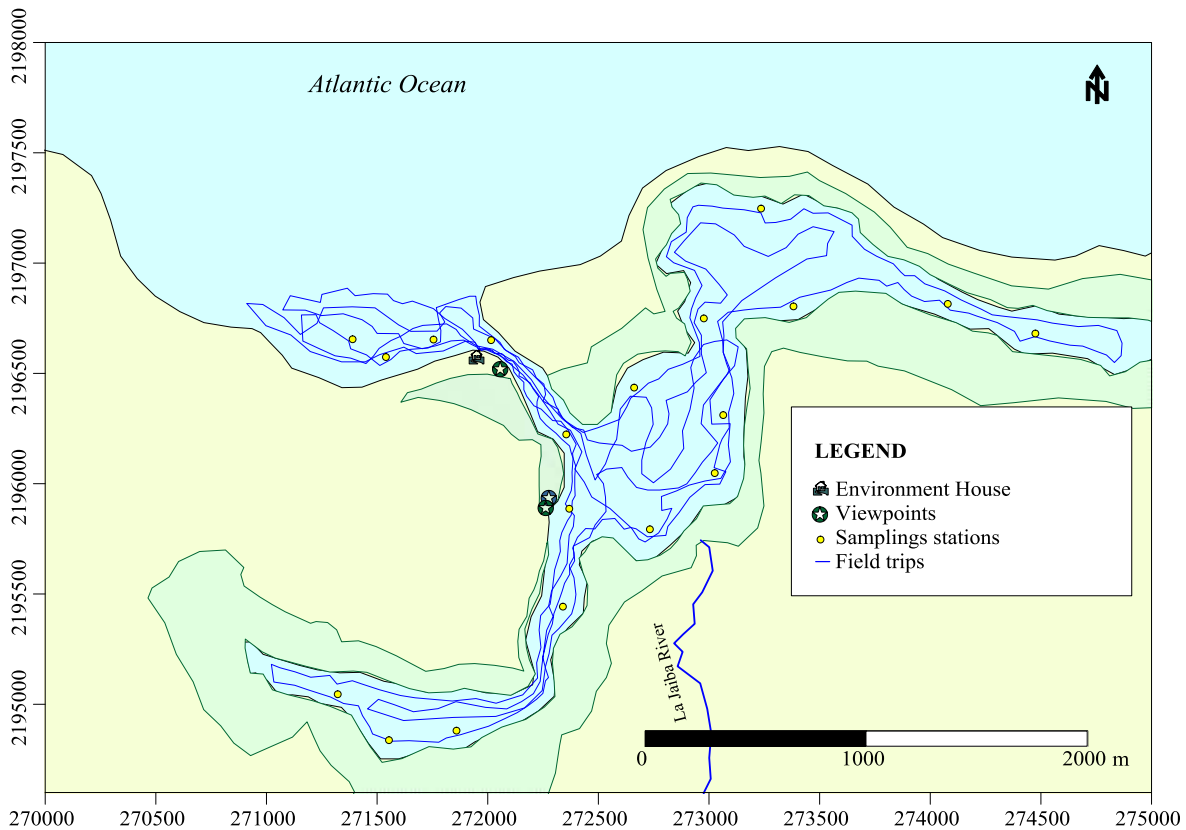 Atlantic Ocean
N
2198000
2197500
2197000
2196500
2196000
2195500
2195000
LEGEND
Environment House
Viewpoints
Samplings stations
Field trips
La Jaiba River
0 1000 2000 m
270000 270500 271000 271500 272000 272500 273000 273500 274000 274500 275000